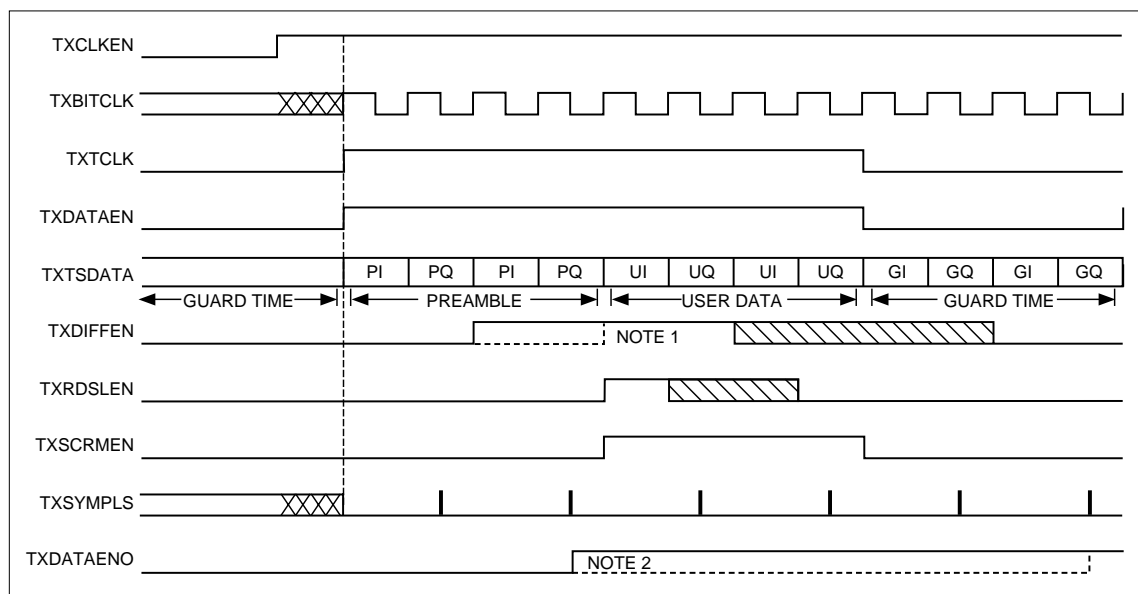 TXCLKEN
TXBITCLK
TXTCLK
TXDATAEN
TXTSDATA PI PQ PI PQ UI UQ UI UQ GI GQ GI GQ
GUARD TIME PREAMBLE USER DATA GUARD TIME
TXDIFFEN NOTE 1
TXRDSLEN
TXSCRMEN
TXSYMPLS
TXDATAENO NOTE 2